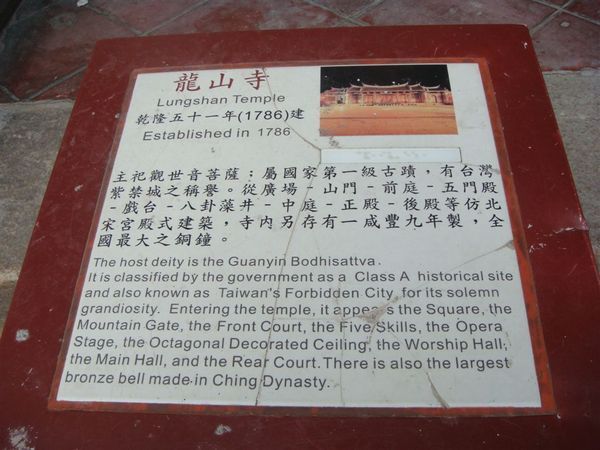 龍山寺
Lungshan Temple
乾隆五十一年(1786)建
Established in 1786
主祀觀世音菩薩；屬國家第一級古蹟，有台灣
紫禁城之稱譽。從廣場－山門－前庭－五門殿
－戲台－八卦藻井－中庭－正殿－後殿等仿北
宋宮殿式建築，寺內另存有一咸豐九年製，全
國最大之銅鐘。
The host deity is the Guanyin Bodhisattva.
It is classified by the government as a Class A historical site
and also known as Taiwan's Forbidden City for its solemn
grandiosity. Entering the temple, it appears the Square, the
Mountain Gate, the Front Court, the Five Skills, the Opera
Stage, the Octagonal Decorated Ceiling, the Worship Hall,
the Main Hall, and the Rear Court. There is also the largest
bronze bell made in Ching Dynasty.